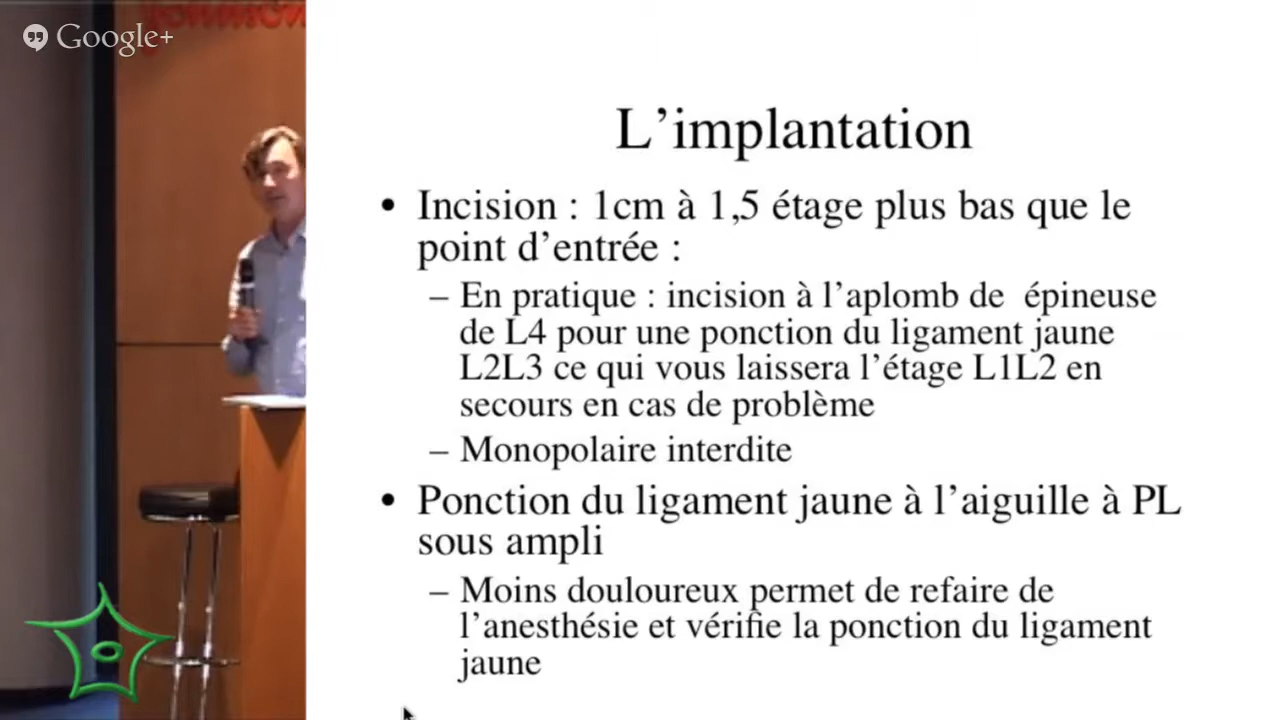 Google+
Johnson
L’implantation
• Incision : 1cm à 1,5 étage plus bas que le
point d’entrée :
– En pratique : incision à l’aplomb de  épineuse
de L4 pour une ponction du ligament jaune
L2L3 ce qui vous laissera l’étage L1L2 en
secours en cas de problème
– Monopolaire interdite
• Ponction du ligament jaune à l’aiguille à PL
sous ampli
– Moins douloureux permet de refaire de
l’anesthésie et vérifie la ponction du ligament
jaune